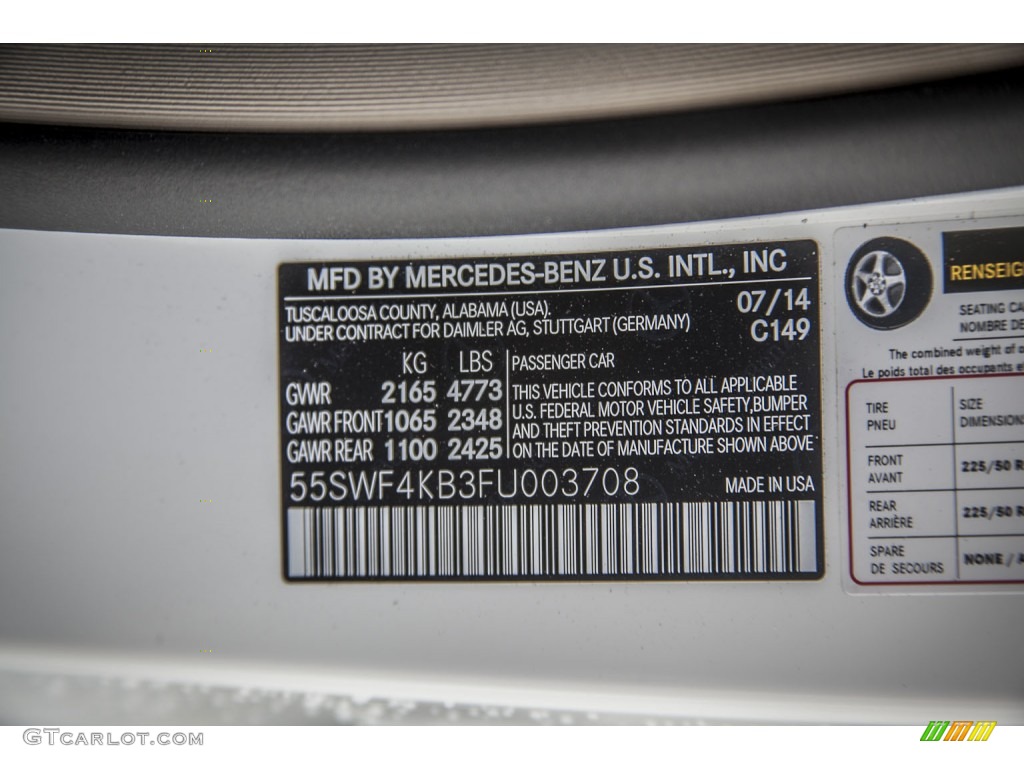 MFD BY MERCEDES-BENZ U.S. INTL., INC
TUSCALOOSA COUNTY, ALABAMA (USA).
07/14
UNDER CONTRACT FOR DAIMLER AG, STUTTGART (GERMANY)
C149
KG LBS PASSENGER CAR
GVWR 2165 4773
GAWR FRONT 1065 2348
GAWR REAR 1100 2425
THIS VEHICLE CONFORMS TO ALL APPLICABLE
U.S. FEDERAL MOTOR VEHICLE SAFETY, BUMPER
AND THEFT PREVENTION STANDARDS IN EFFECT
ON THE DATE OF MANUFACTURE SHOWN ABOVE
55SWF4KB3FU003708
MADE IN USA
RENSEIG
SEATING CA
NOMBRE DE
The combined weight of
Le poids total des occupants e
TIRE
PNEU
SIZE
DIMENSIONS
FRONT
AVANT
225/50 R
REAR
ARRIÈRE
225/50 R
SPARE
DE SECOURS
NONE /
GTCARLOT.COM